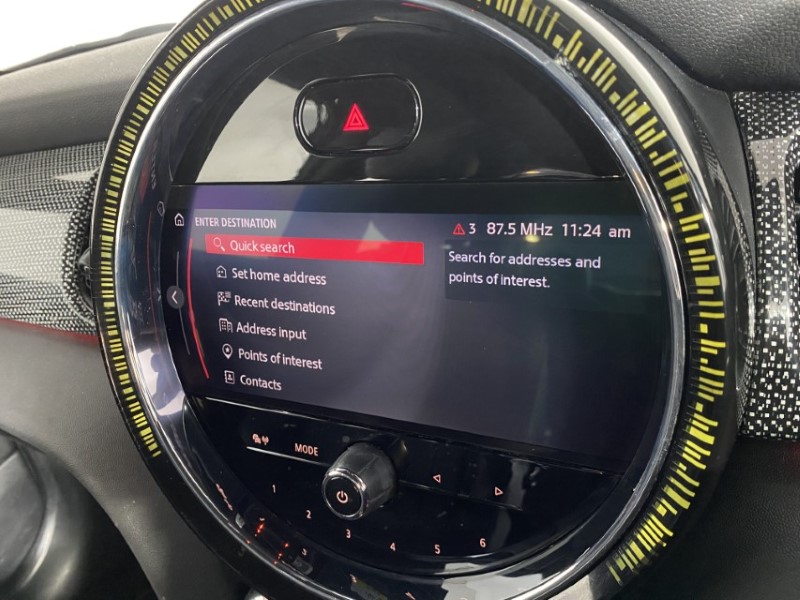 ENTER DESTINATION
3 87.5 MHz 11:24 am
Quick search
Set home address
Recent destinations
Address input
Points of interest
Contacts
Search for addresses and
points of interest.
MODE
1
2
3
4
5
6